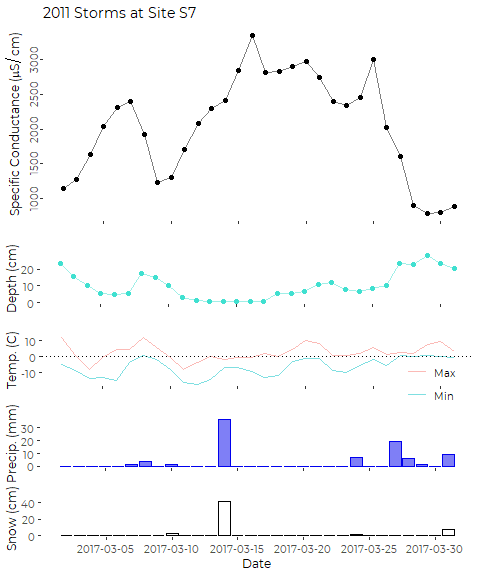 2011 Storms at Site S7
Specific Conductance (µS/cm)
3000
2500
2000
1500
1000
Depth (cm)
20
10
0
Temp. (C)
10
0
-10
Max
Min
Precip. (mm)
30
20
10
0
Snow (cm)
40
20
0
2017-03-05 2017-03-10 2017-03-15 2017-03-20 2017-03-25 2017-03-30
Date